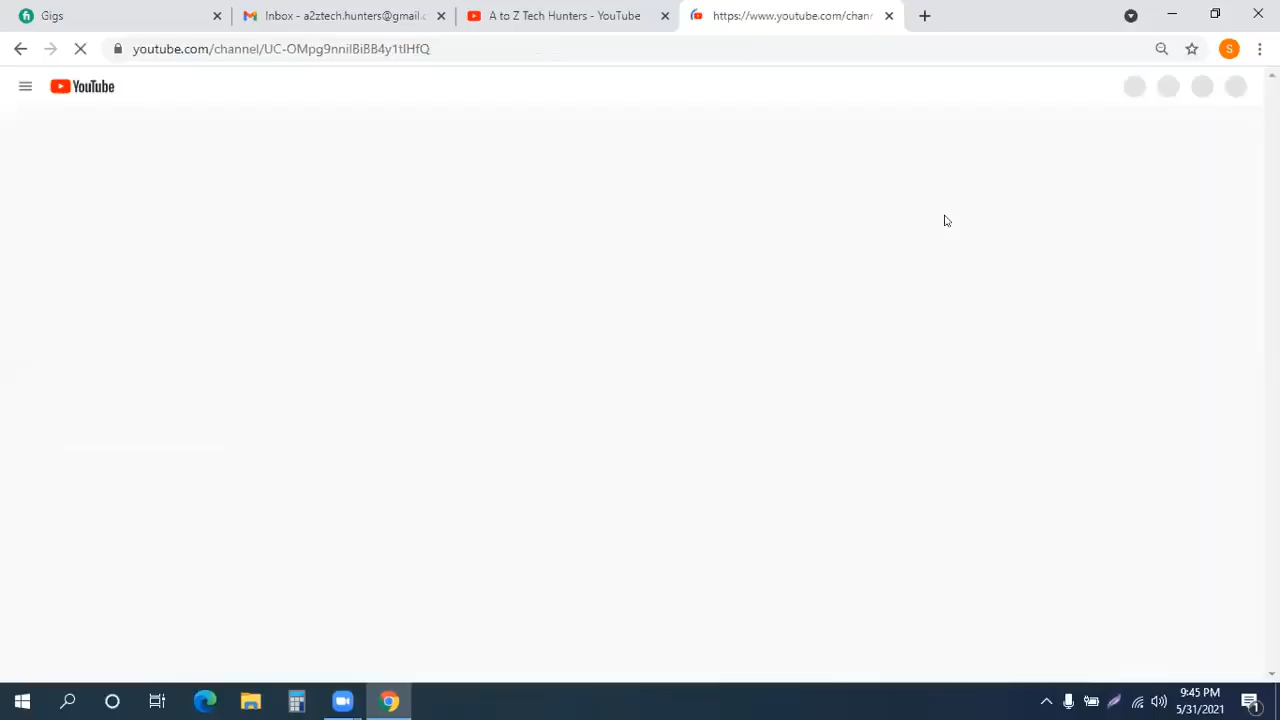 Gigs
Inbox - a2ztech.hunters@gmail.c
A to Z Tech Hunters - YouTube
https://www.youtube.com/chan
youtube.com/channel/UC-OMpg9nnilBiBB4y1tlHfQ
S
YouTube
9:45 PM
5/31/2021
1